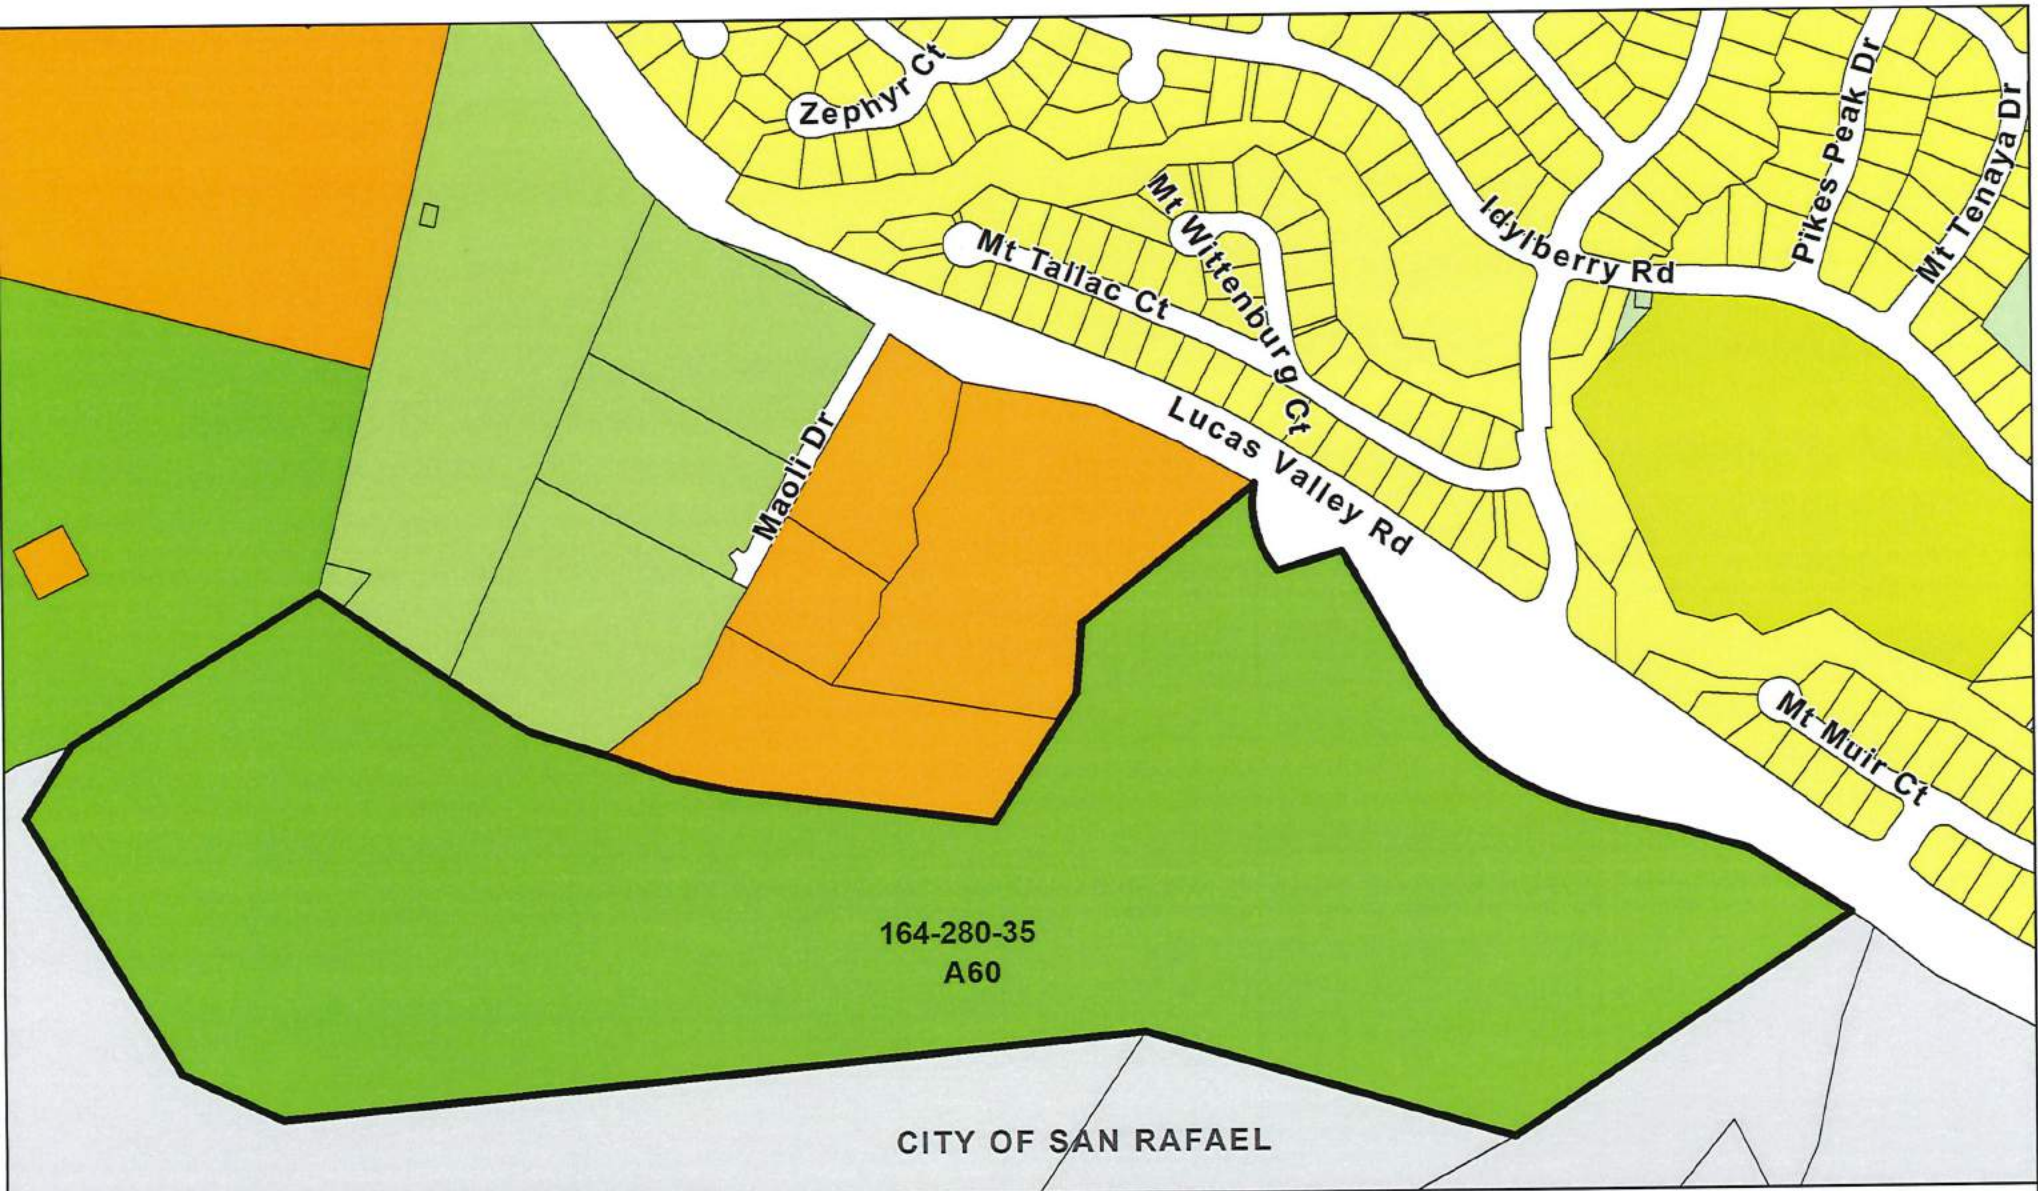 Zephyr Ct
Pikes Peak Dr
Mt Tenaya Dr
Idylberry Rd
Mt Wittenburg Ct
Mt Tallac Ct
Maoli Dr
Lucas Valley Rd
Mt Muir Ct
164-280-35
A60
CITY OF SAN RAFAEL